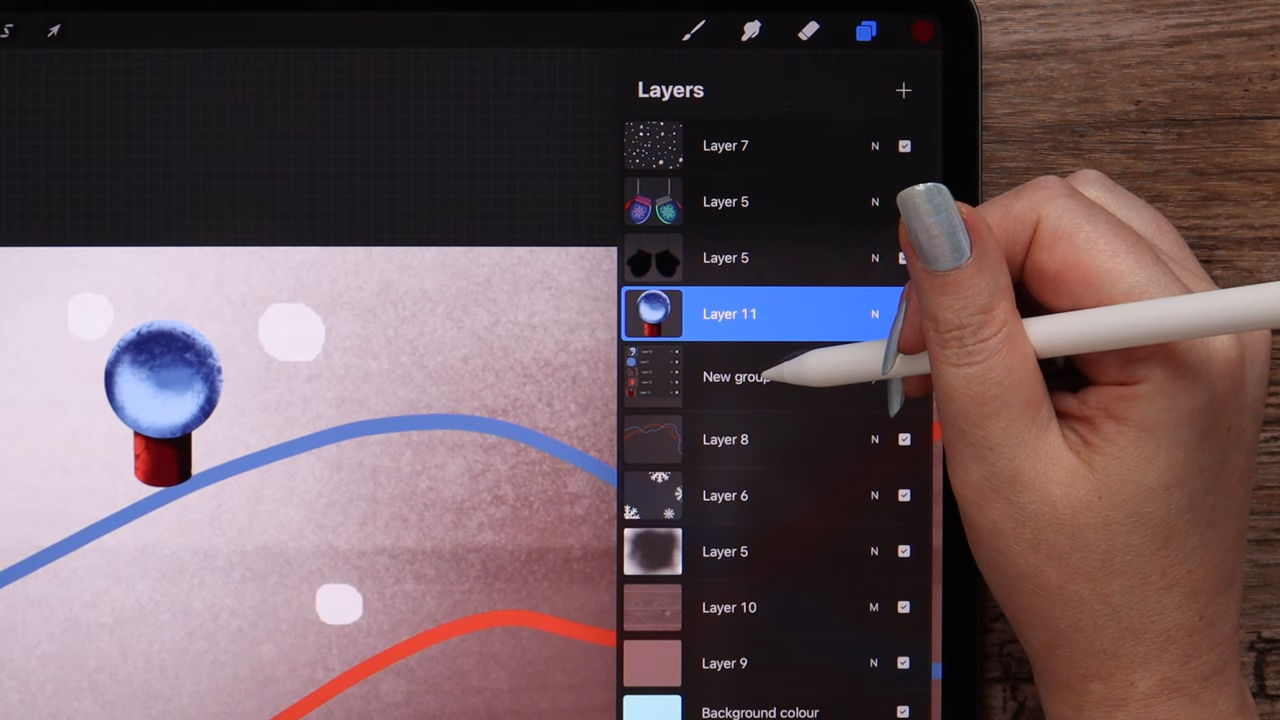 Layers
Layer 7 N
Layer 5 N
Layer 5 N
Layer 11 N
New group
Layer 8 N
Layer 6 N
Layer 5 N
Layer 10 M
Layer 9 N
Background colour